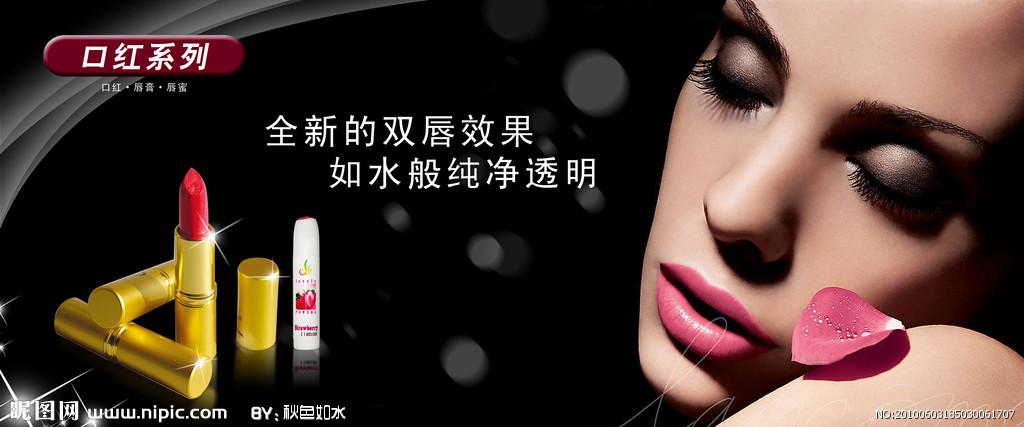 口红系列
口红·唇膏·唇蜜
全新的双唇效果
如水般纯净透明
lovely
Strawberry
昵图网 www.nipic.com BY:秋色如水
NO:20100603185030061707